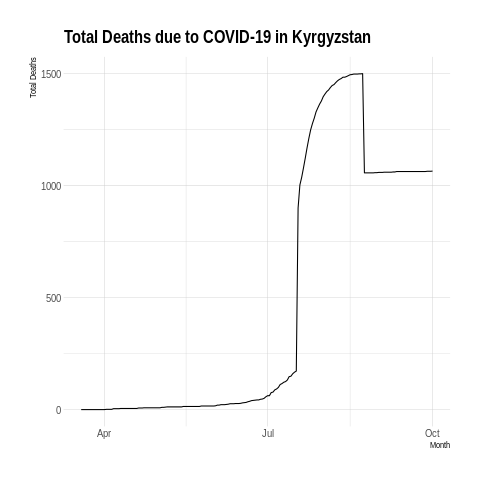 Total Deaths due to COVID-19 in Kyrgyzstan
Total Deaths
1500
1000
500
0
Apr
Jul
Oct
Month